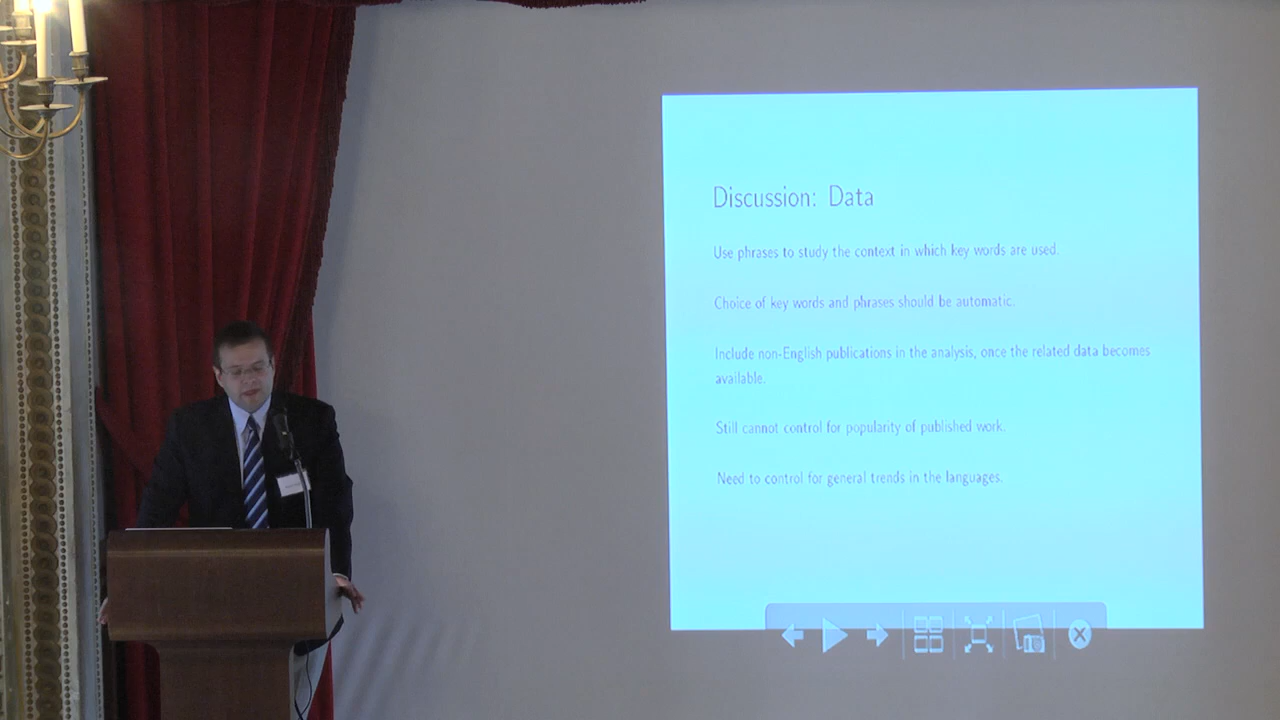 Discussion: Data
Use phrases to study the context in which key words are used.
Choice of key words and phrases should be automatic.
Include non-English publications in the analysis, once the related data becomes
available.
Still cannot control for popularity of published work.
Need to control for general trends in the languages.